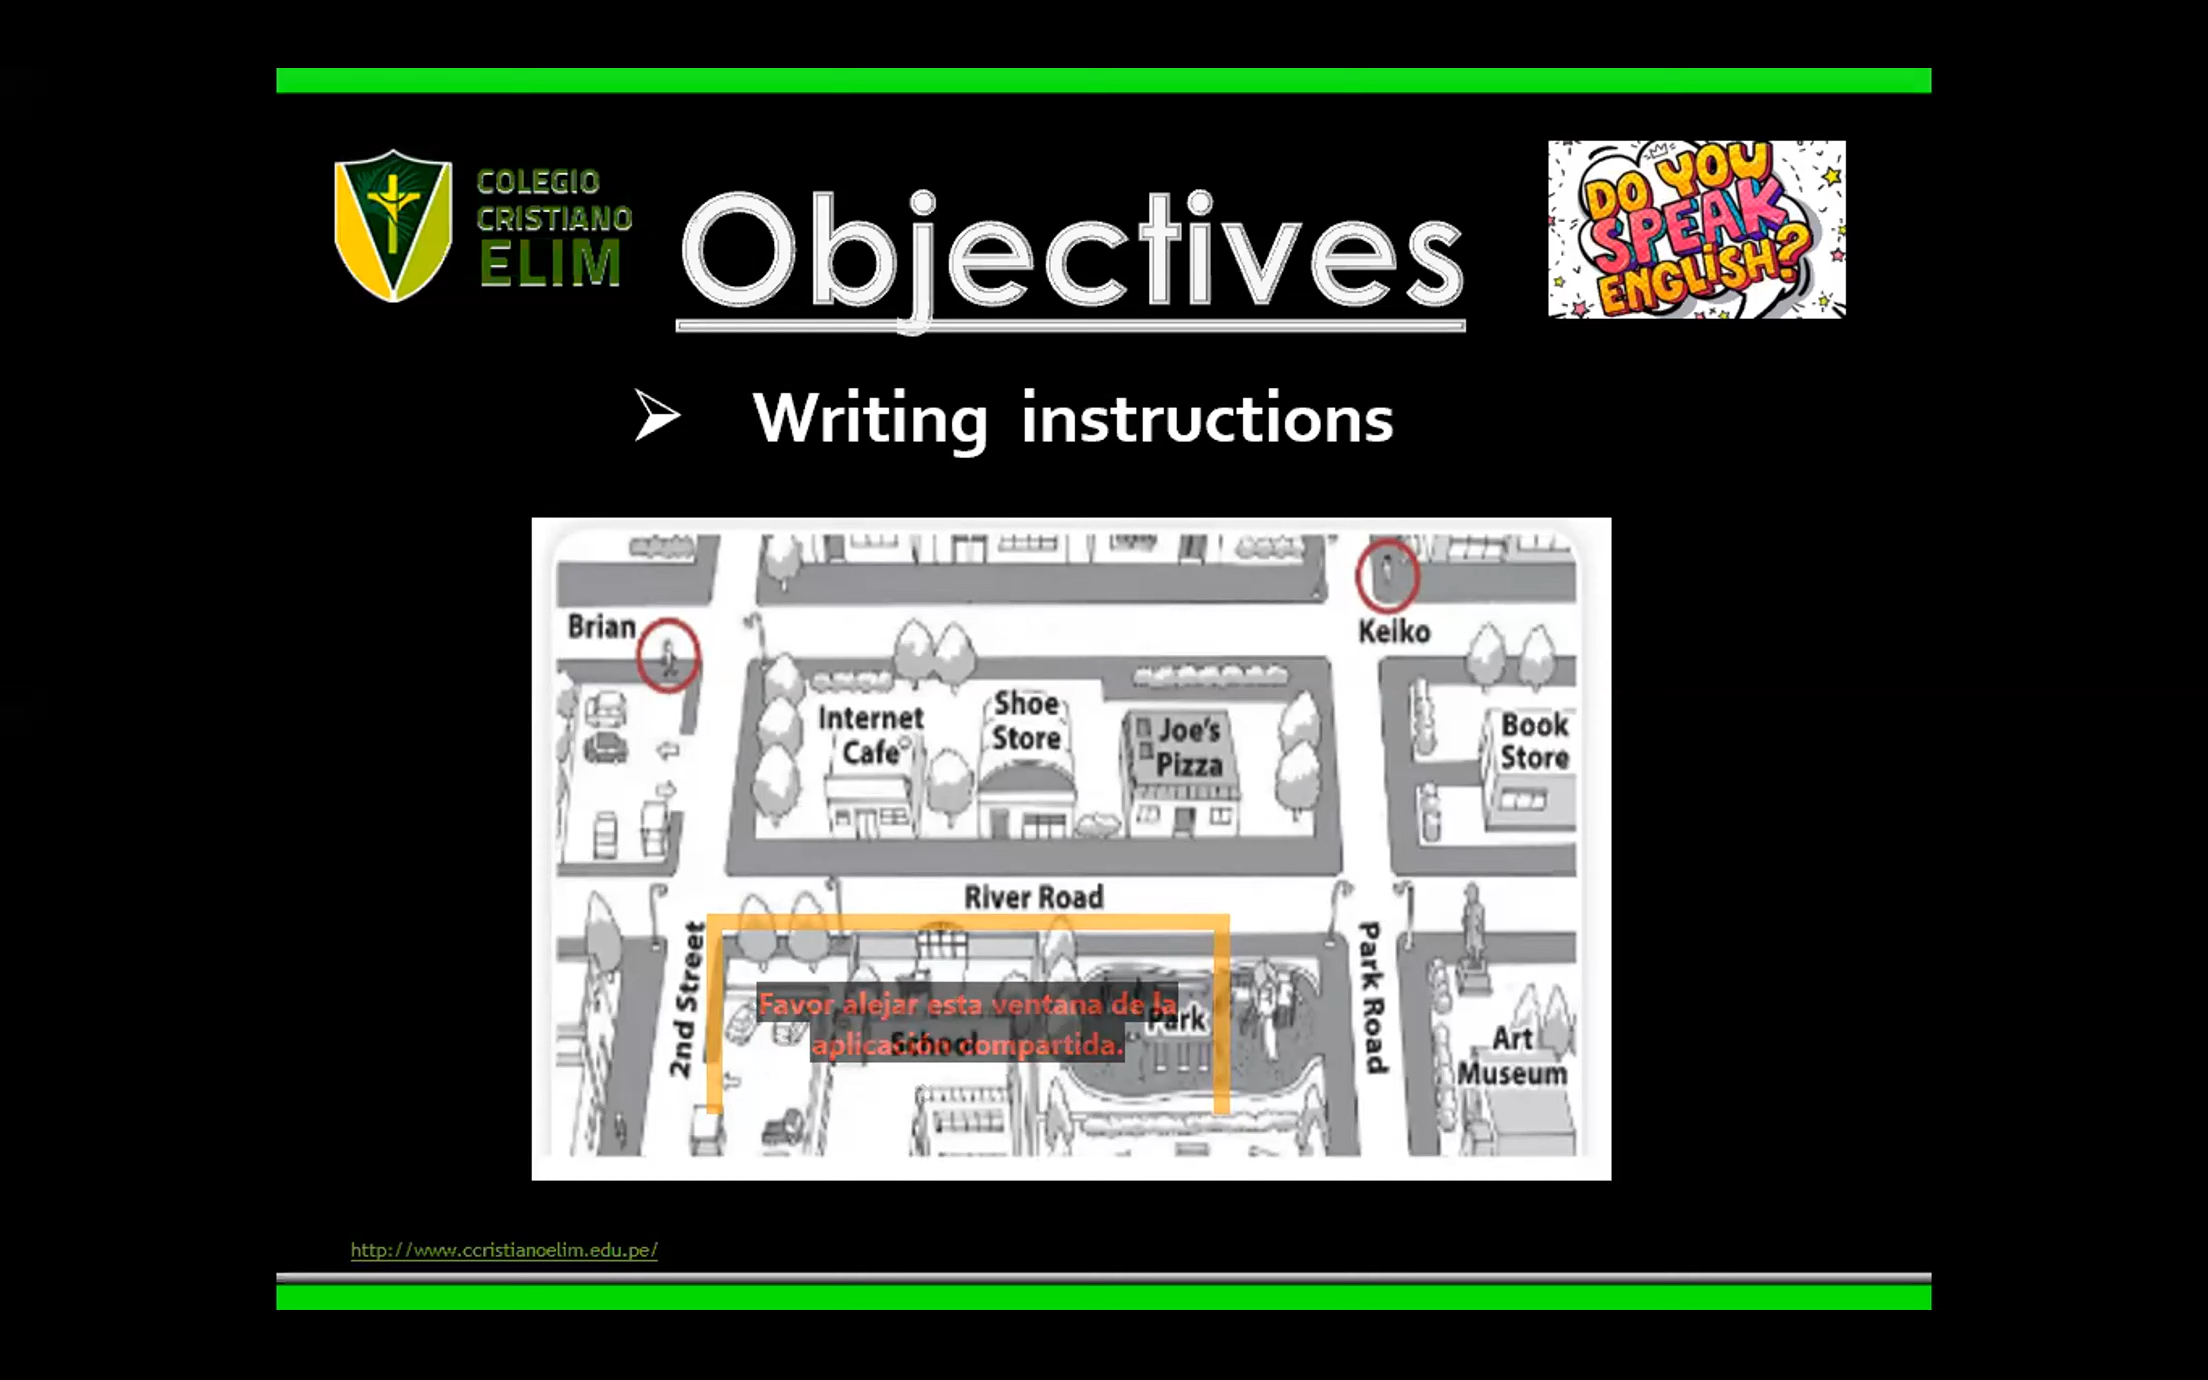 COLEGIO
CRISTIANO
ELIM
Objectives
DO YOU
SPEAK
ENGLISH?
➢ Writing instructions
Brian
Keiko
Internet
Cafe
Shoe
Store
Joe's
Pizza
Book
Store
River Road
2nd Street
Park Road
Favor alejar esta ventana de la
aplicación compartida.
School
Park
Art
Museum
http://www.ccristianoelim.edu.pe/